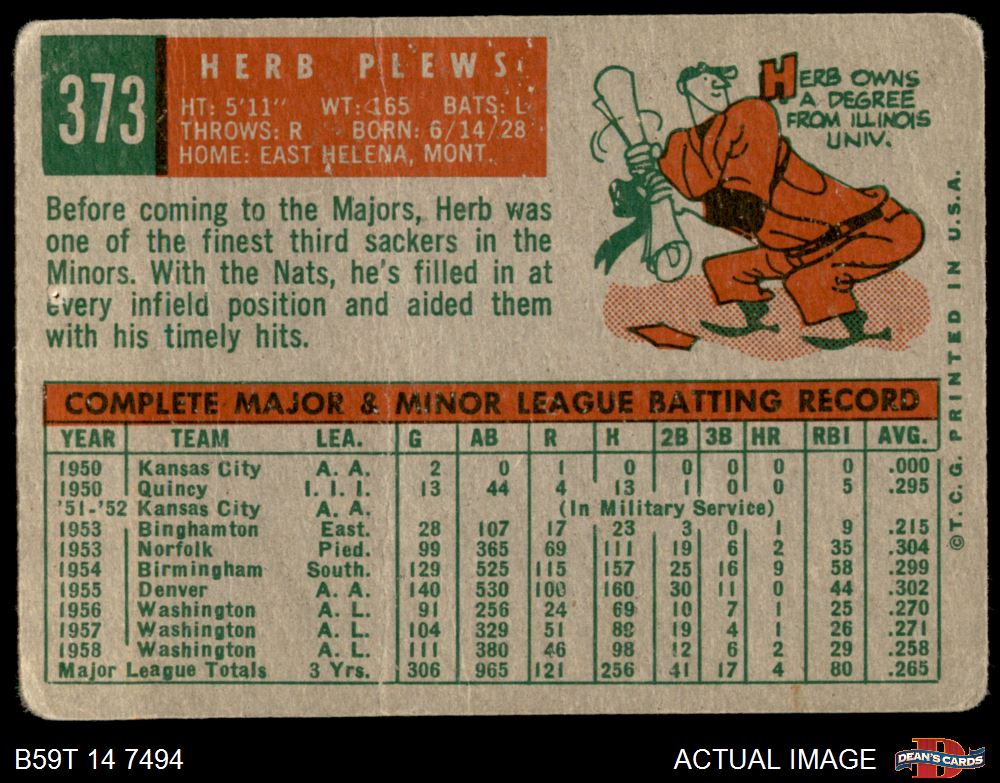 373
HERB PLEWS
HT: 5'11" WT: 165 BATS: L
THROWS: R BORN: 6/14/28
HOME: EAST HELENA, MONT.
HERB OWNS
A DEGREE
FROM ILLINOIS
UNIV.
Before coming to the Majors, Herb was
one of the finest third sackers in the
Minors. With the Nats, he's filled in at
every infield position and aided them
with his timely hits.
COMPLETE MAJOR & MINOR LEAGUE BATTING RECORD
YEAR TEAM LEA. G AB R H 2B 3B HR RBI AVG.
1950 Kansas City A. A. 2 0 1 0 0 0 0 0 .000
1950 Quincy I. I. I. 13 44 4 13 1 0 0 5 .295
'51-'52 Kansas City A. A. (In Military Service)
1953 Binghamton East. 28 107 17 23 3 0 1 9 .215
1953 Norfolk Pied. 99 365 69 111 19 6 2 35 .304
1954 Birmingham South. 129 525 115 157 25 16 9 58 .299
1955 Denver A. A. 140 530 100 160 30 11 0 44 .302
1956 Washington A. L. 91 256 24 69 10 7 1 25 .270
1957 Washington A. L. 104 329 51 89 19 4 1 26 .271
1958 Washington A. L. 111 380 46 98 12 6 2 29 .258
Major League Totals 3 Yrs. 306 965 121 256 41 17 4 80 .265
©T.C.G. PRINTED IN U.S.A.
B59T 14 7494
ACTUAL IMAGE
DEAN'S CARDS